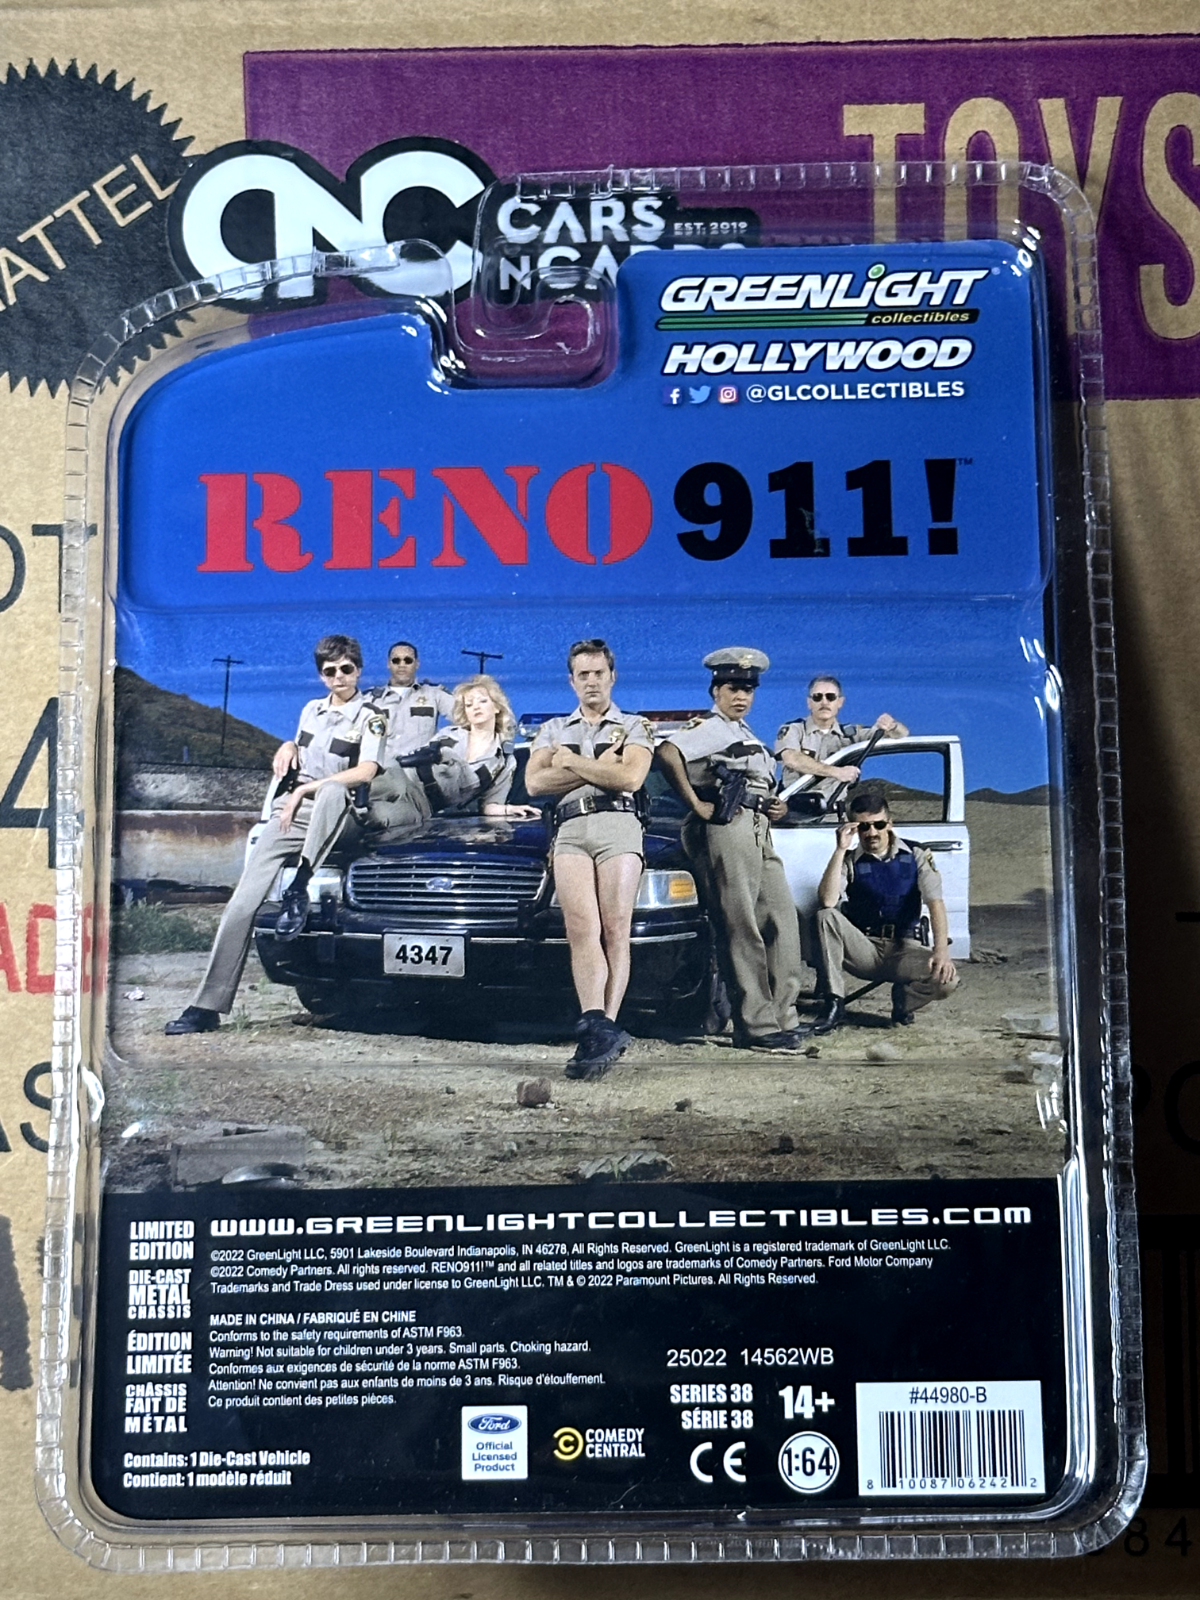 MATTEL
TOYS
CARS
EST. 2019
GREENLiGHT®
collectibles
HOLLYWOOD
@GLCOLLECTIBLES
RENO 911!™
4347
LIMITED
EDITION
DIE-CAST
METAL
CHASSIS
ÉDITION
LIMITÉE
CHÂSSIS
FAIT DE
MÉTAL
www.GREENLIGHTCOLLECTIBLES.com
©2022 GreenLight LLC, 5901 Lakeside Boulevard Indianapolis, IN 46278, All Rights Reserved. GreenLight is a registered trademark of GreenLight LLC.
©2022 Comedy Partners. All rights reserved. RENO911!™ and all related titles and logos are trademarks of Comedy Partners. Ford Motor Company
Trademarks and Trade Dress used under license to GreenLight LLC. TM & © 2022 Paramount Pictures. All Rights Reserved.
MADE IN CHINA / FABRIQUÉ EN CHINE
Conforms to the safety requirements of ASTM F963.
Warning! Not suitable for children under 3 years. Small parts. Choking hazard.
Conformes aux exigences de sécurité de la norme ASTM F963.
Attention! Ne convient pas aux enfants de moins de 3 ans. Risque d'étouffement.
Ce produit contient des petites pièces.
Contains: 1 Die-Cast Vehicle
Contient: 1 modèle réduit
Ford
Official
Licensed
Product
COMEDY
CENTRAL
25022 14562WB
SERIES 38
SÉRIE 38
14+
CE
1:64
#44980-B
8 10087 06242 2